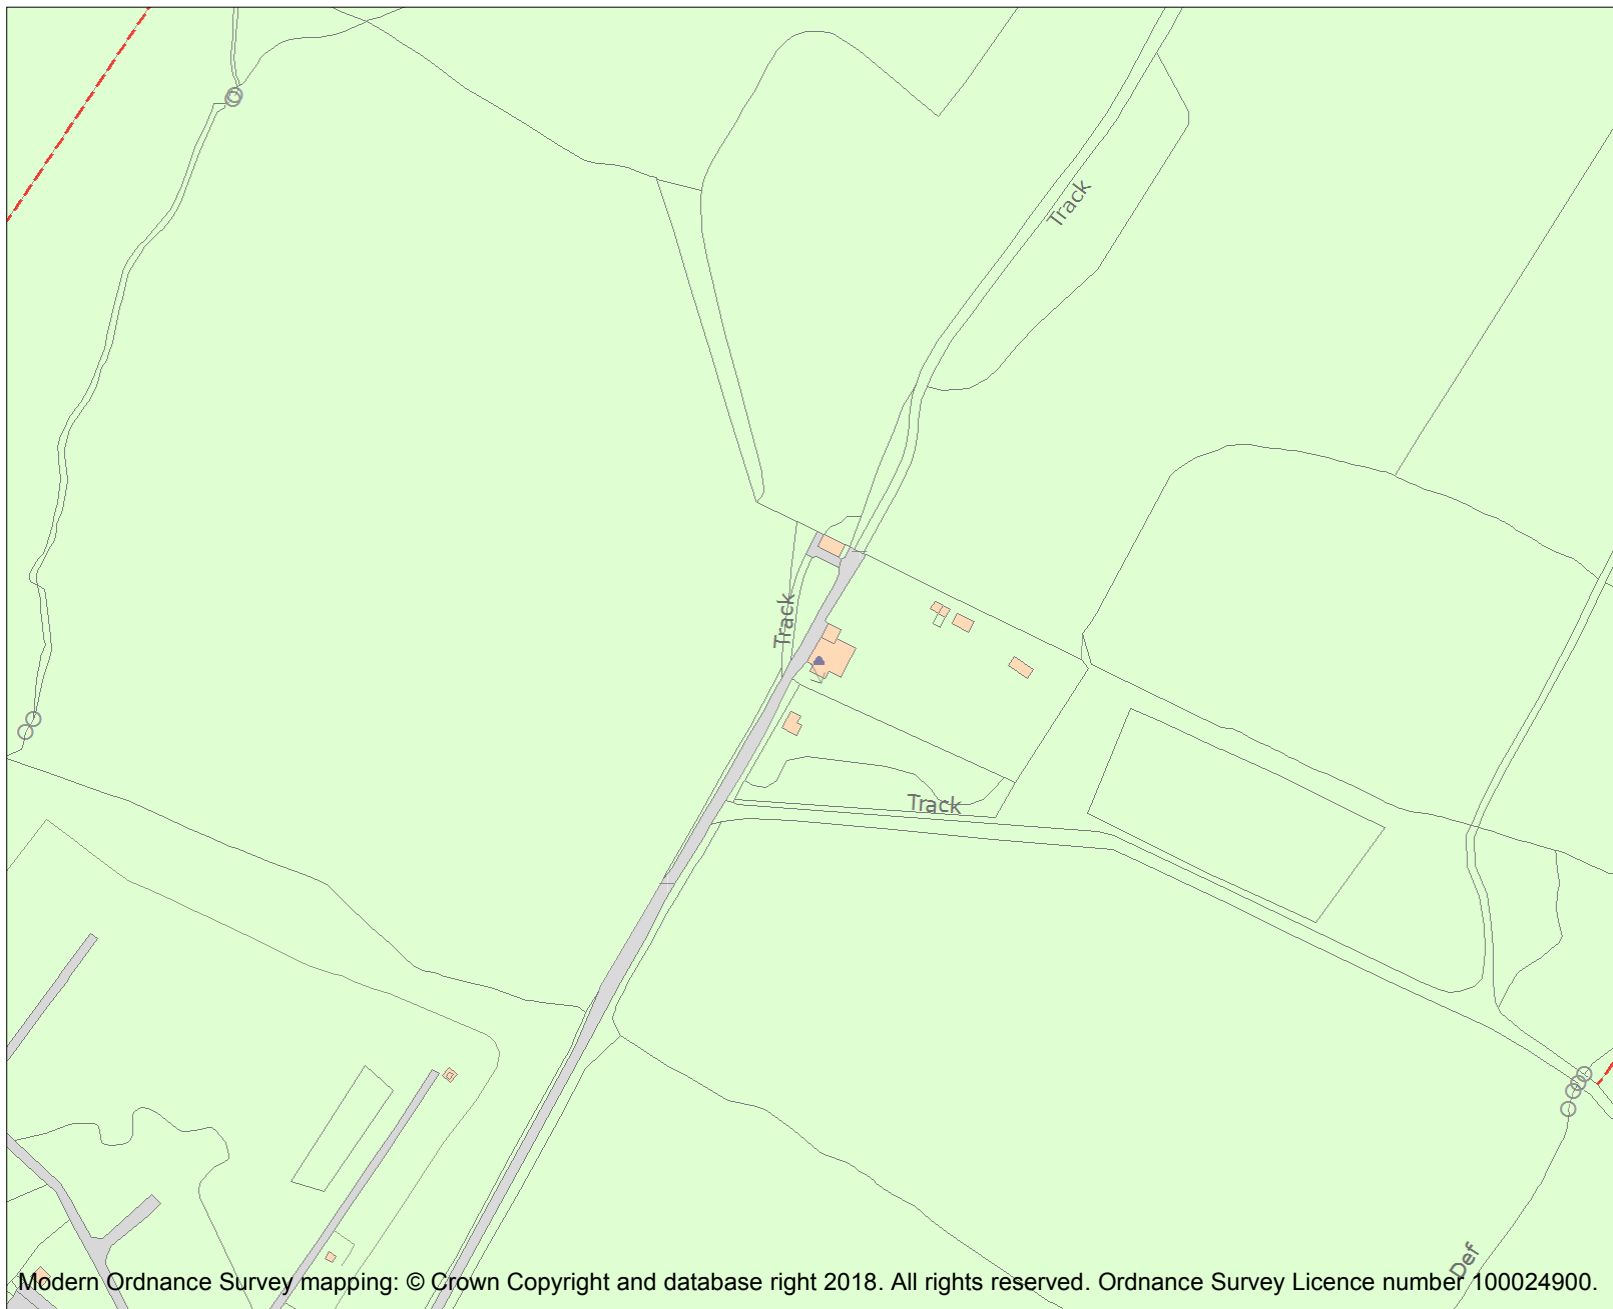 Track
Track
Track
Def
Modern Ordnance Survey mapping: © Crown Copyright and database right 2018. All rights reserved. Ordnance Survey Licence number 100024900.